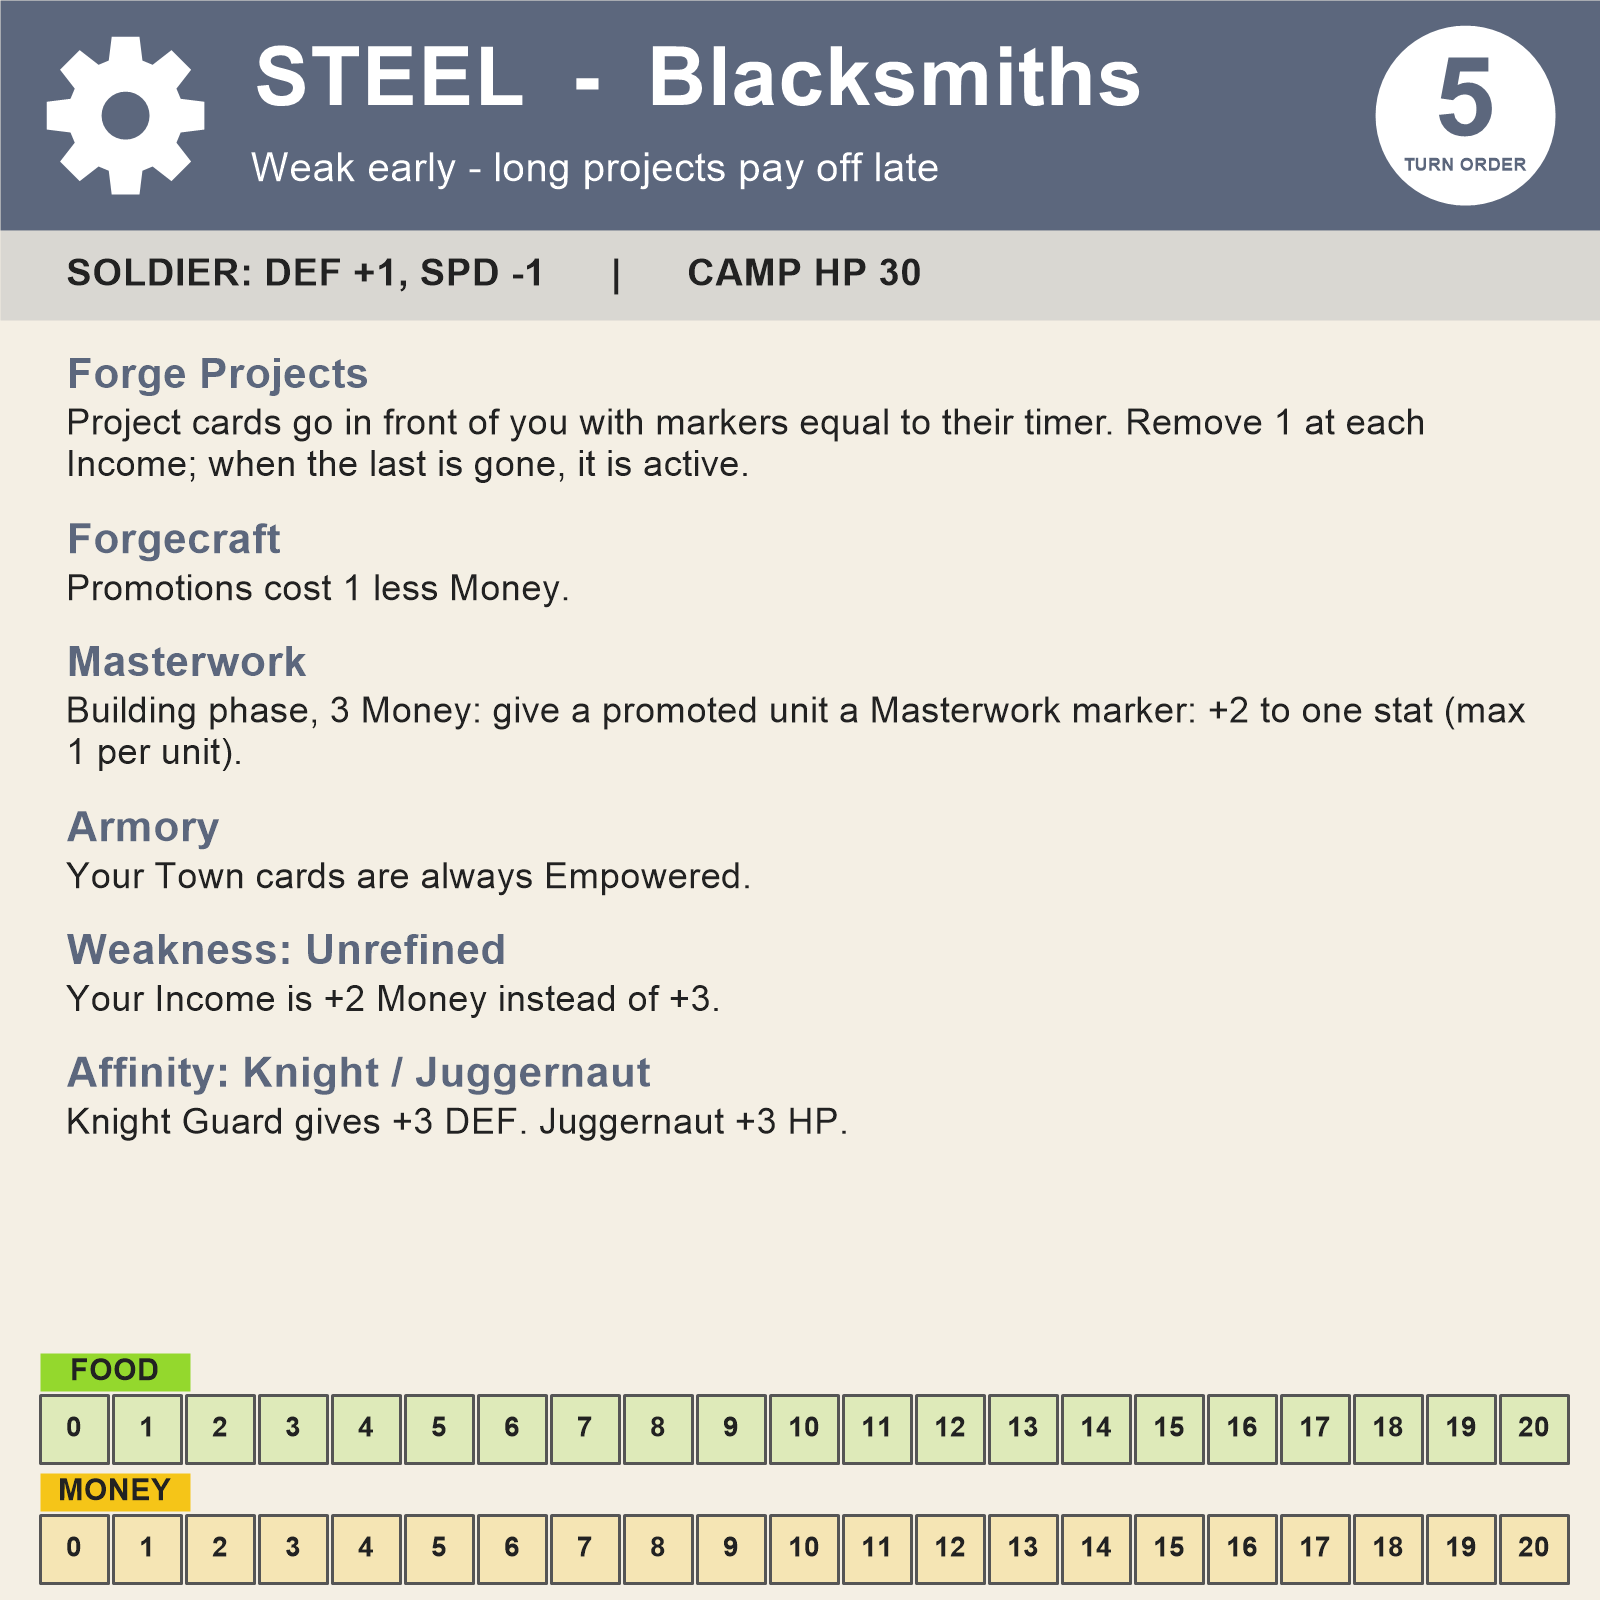 STEEL - Blacksmiths
Weak early - long projects pay off late
5
TURN ORDER
SOLDIER: DEF +1, SPD -1 | CAMP HP 30
Forge Projects
Project cards go in front of you with markers equal to their timer. Remove 1 at each
Income; when the last is gone, it is active.
Forgecraft
Promotions cost 1 less Money.
Masterwork
Building phase, 3 Money: give a promoted unit a Masterwork marker: +2 to one stat (max
1 per unit).
Armory
Your Town cards are always Empowered.
Weakness: Unrefined
Your Income is +2 Money instead of +3.
Affinity: Knight / Juggernaut
Knight Guard gives +3 DEF. Juggernaut +3 HP.
FOOD
0 1 2 3 4 5 6 7 8 9 10 11 12 13 14 15 16 17 18 19 20
MONEY
0 1 2 3 4 5 6 7 8 9 10 11 12 13 14 15 16 17 18 19 20